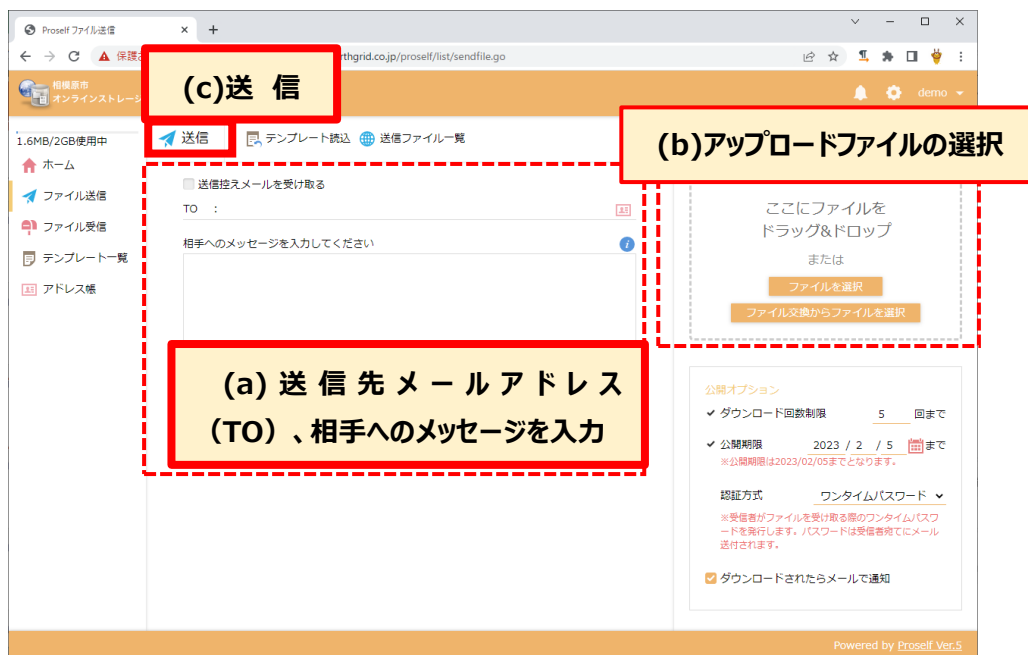 Proself ファイル送信
保護
rthgrid.co.jp/proself/list/sendfile.go
相模原市
オンラインストレージ
demo
(c)送 信
1.6MB/2GB使用中
送信
テンプレート読込
送信ファイル一覧
(b)アップロードファイルの選択
ホーム
ファイル送信
ファイル受信
テンプレート一覧
アドレス帳
送信控えメールを受け取る
TO :
相手へのメッセージを入力してください
(a) 送 信 先 メ ー ル ア ド レ ス
（TO）、相手へのメッセージを入力
ここにファイルを
ドラッグ&ドロップ
または
ファイルを選択
ファイル交換からファイルを選択
公開オプション
ダウンロード回数制限 5 回まで
公開期限 2023 / 2 / 5 まで
※公開期限は2023/02/05までとなります。
認証方式 ワンタイムパスワード
※受信者がファイルを受け取る際のワンタイムパスワ
ードを発行します。パスワードは受信者宛てにメール
送付されます。
ダウンロードされたらメールで通知
Powered by Proself Ver.5